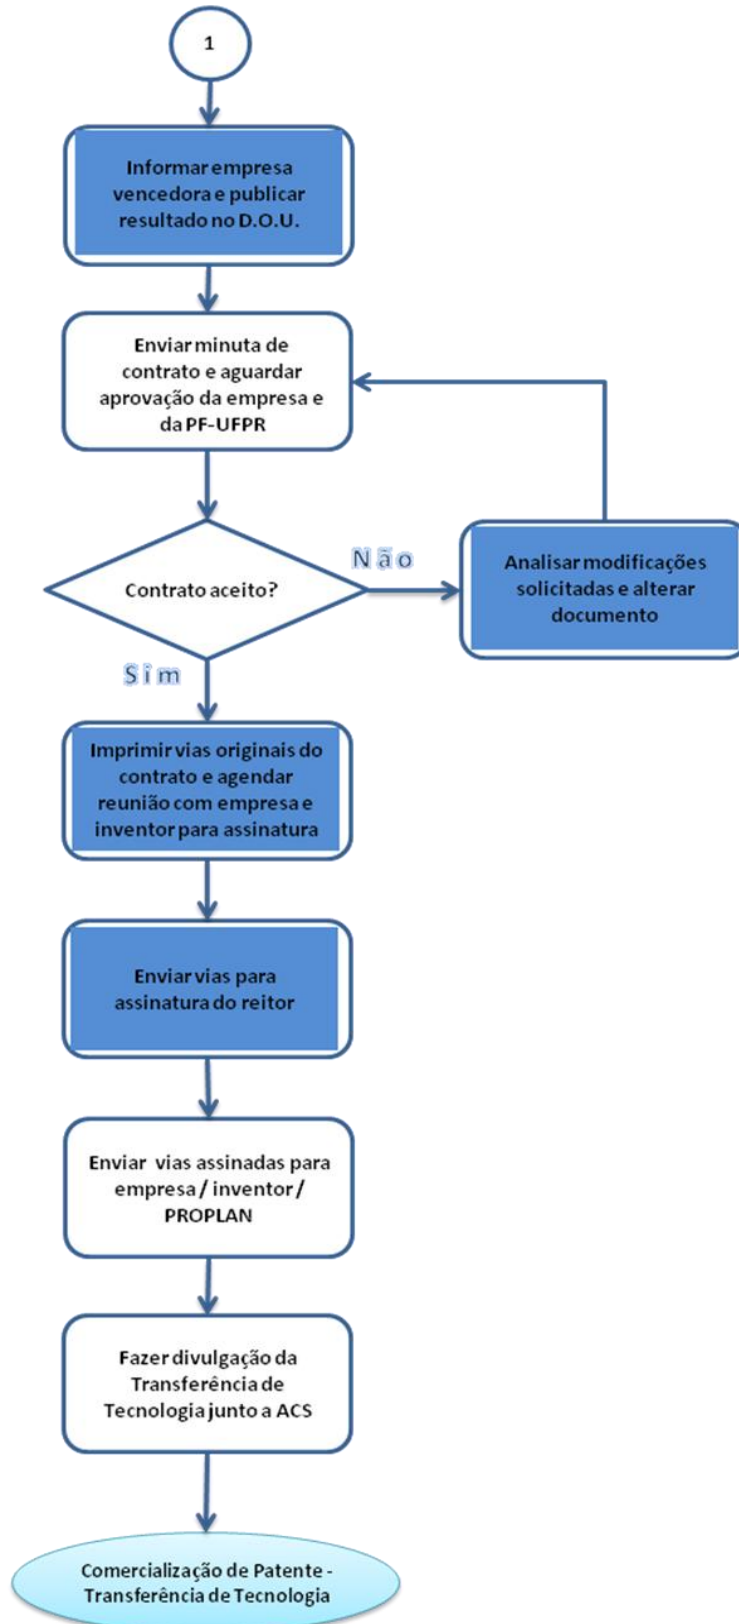 1
Informar empresa
vencedora e publicar
resultado no D.O.U.
Enviar minuta de
contrato e aguardar
aprovação da empresa e
da PF-UFPR
Contrato aceito?
Não
Analisar modificações
solicitadas e alterar
documento
Sim
Imprimir vias originais do
contrato e agendar
reunião com empresa e
inventor para assinatura
Enviar vias para
assinatura do reitor
Enviar vias assinadas para
empresa / inventor /
PROPLAN
Fazer divulgação da
Transferência de
Tecnologia junto a ACS
Comercialização de Patente -
Transferência de Tecnologia